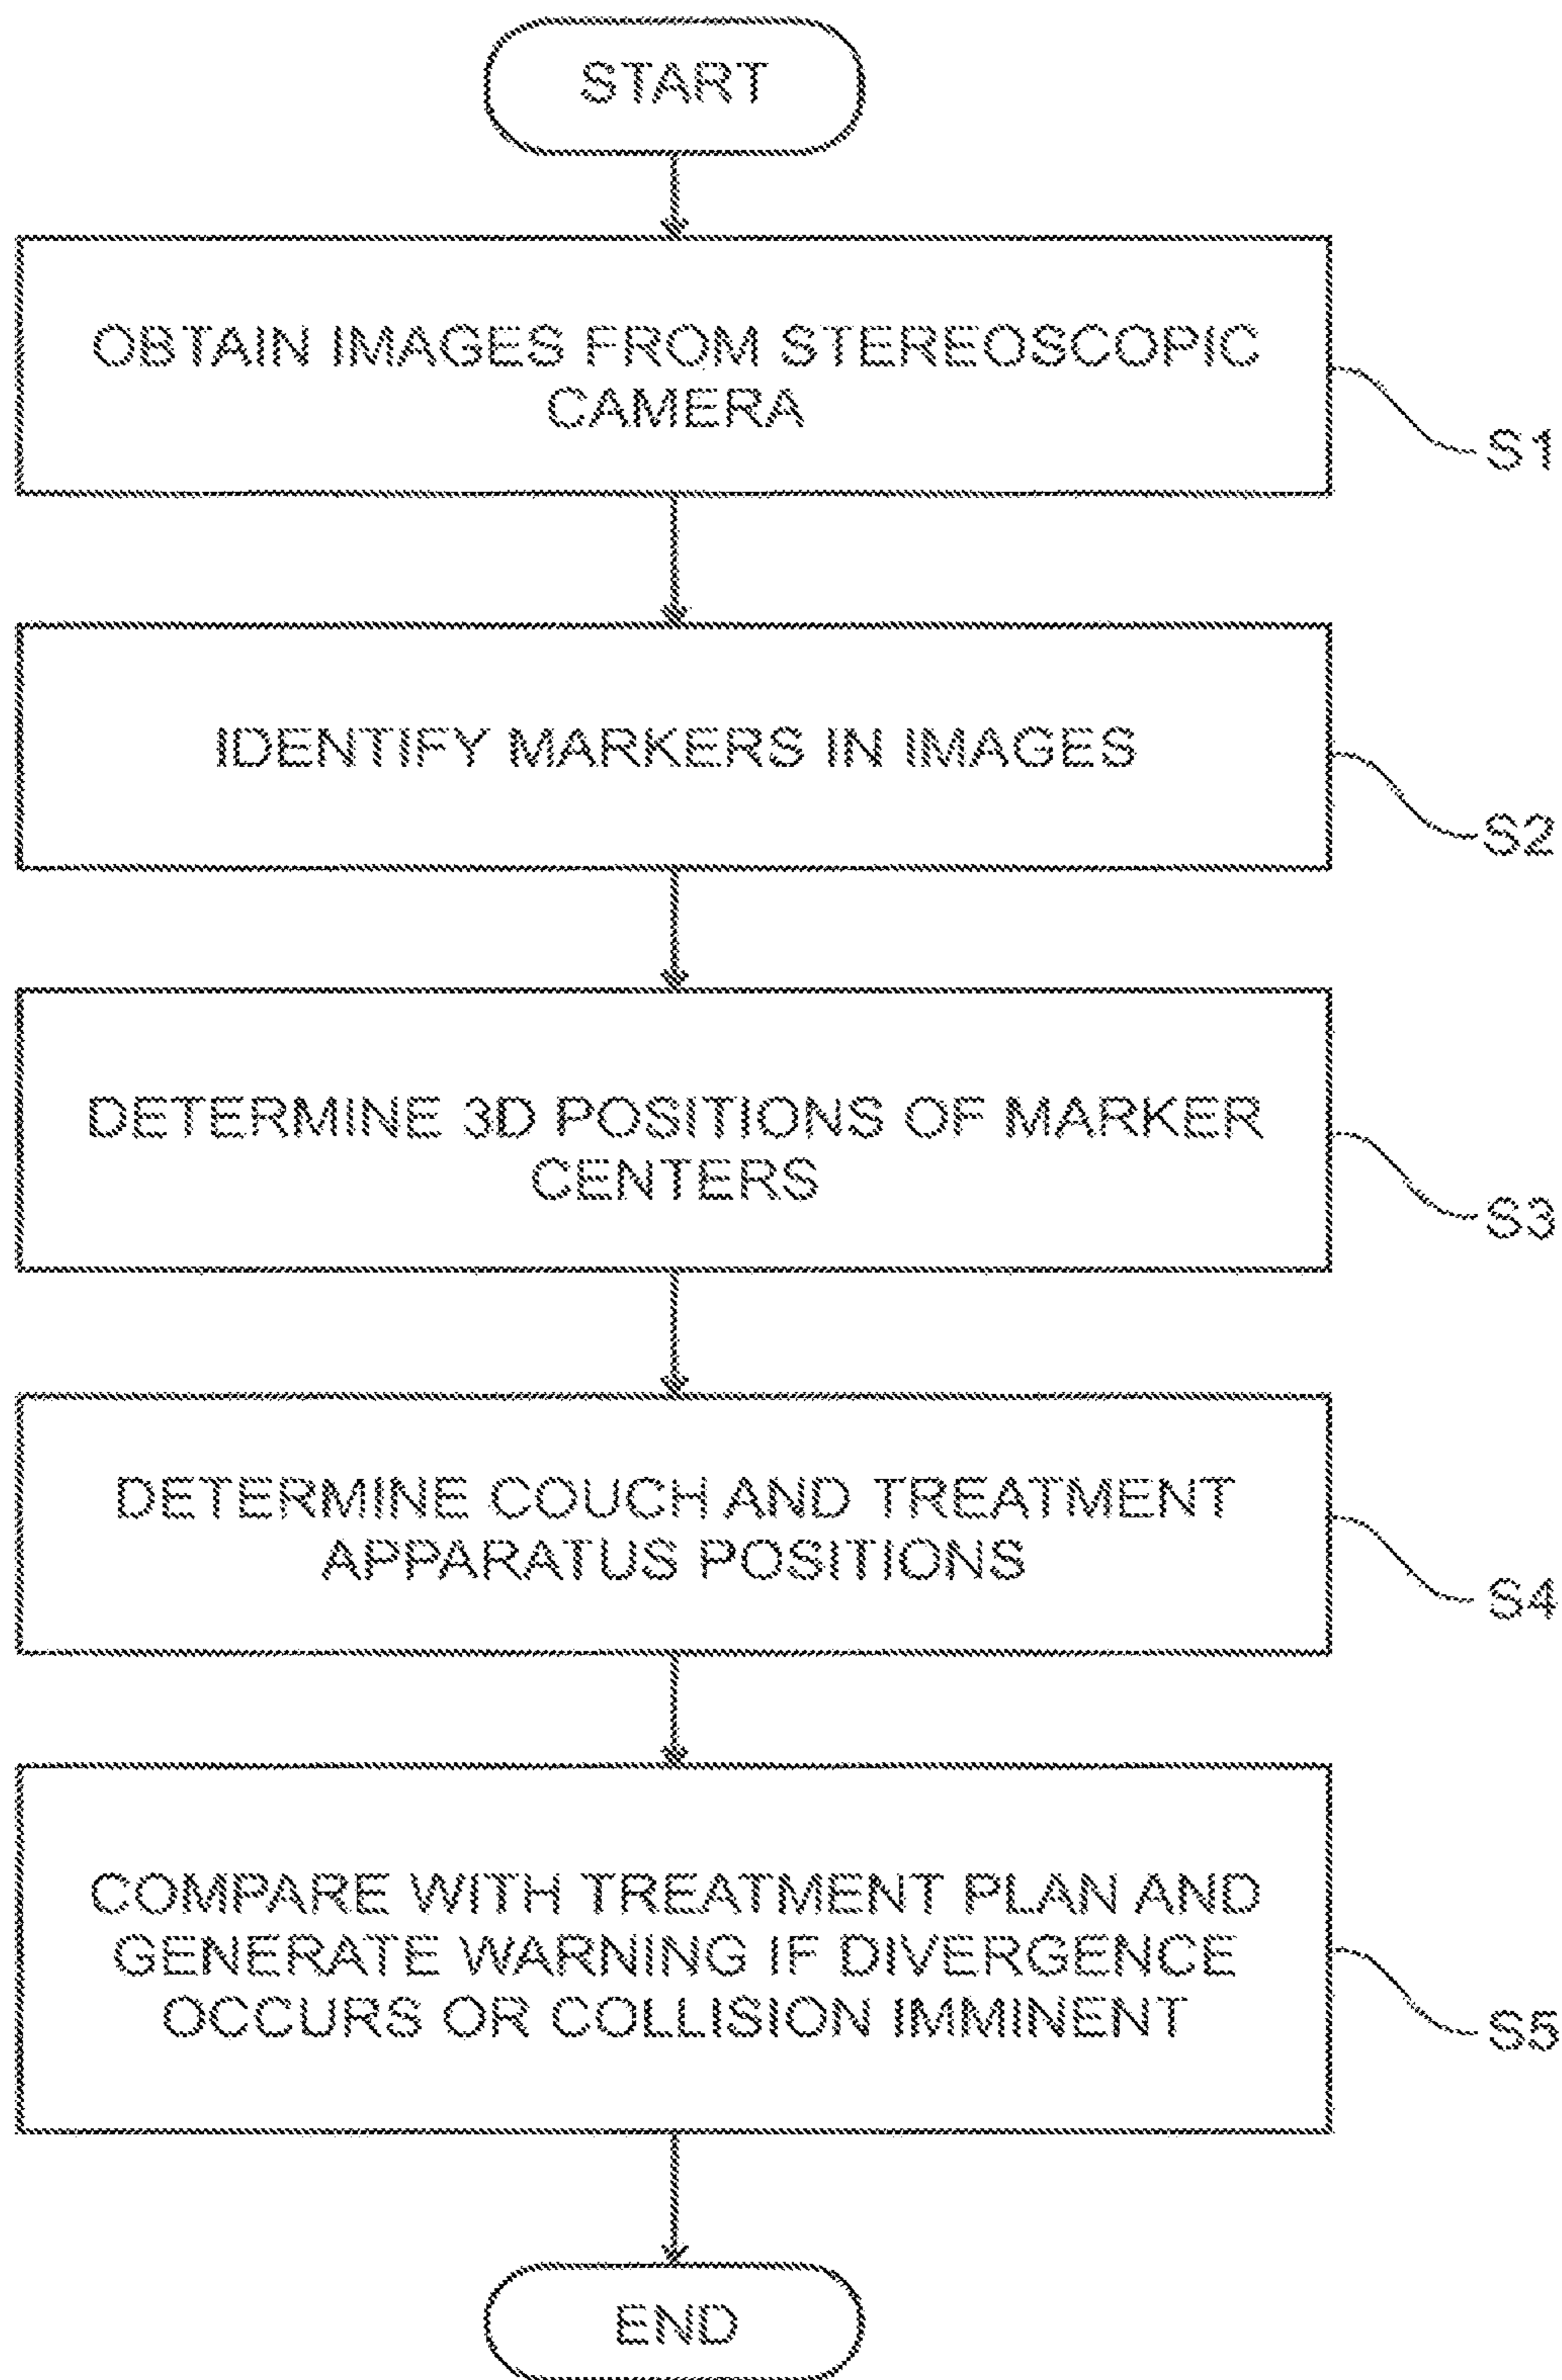 START
OBTAIN IMAGES FROM STEREOSCOPIC
CAMERA
S1
IDENTIFY MARKERS IN IMAGES
S2
DETERMINE 3D POSITIONS OF MARKER
CENTERS
S3
DETERMINE COUCH AND TREATMENT
APPARATUS POSITIONS
S4
COMPARE WITH TREATMENT PLAN AND
GENERATE WARNING IF DIVERGENCE
OCCURS OR COLLISION IMMINENT
S5
END